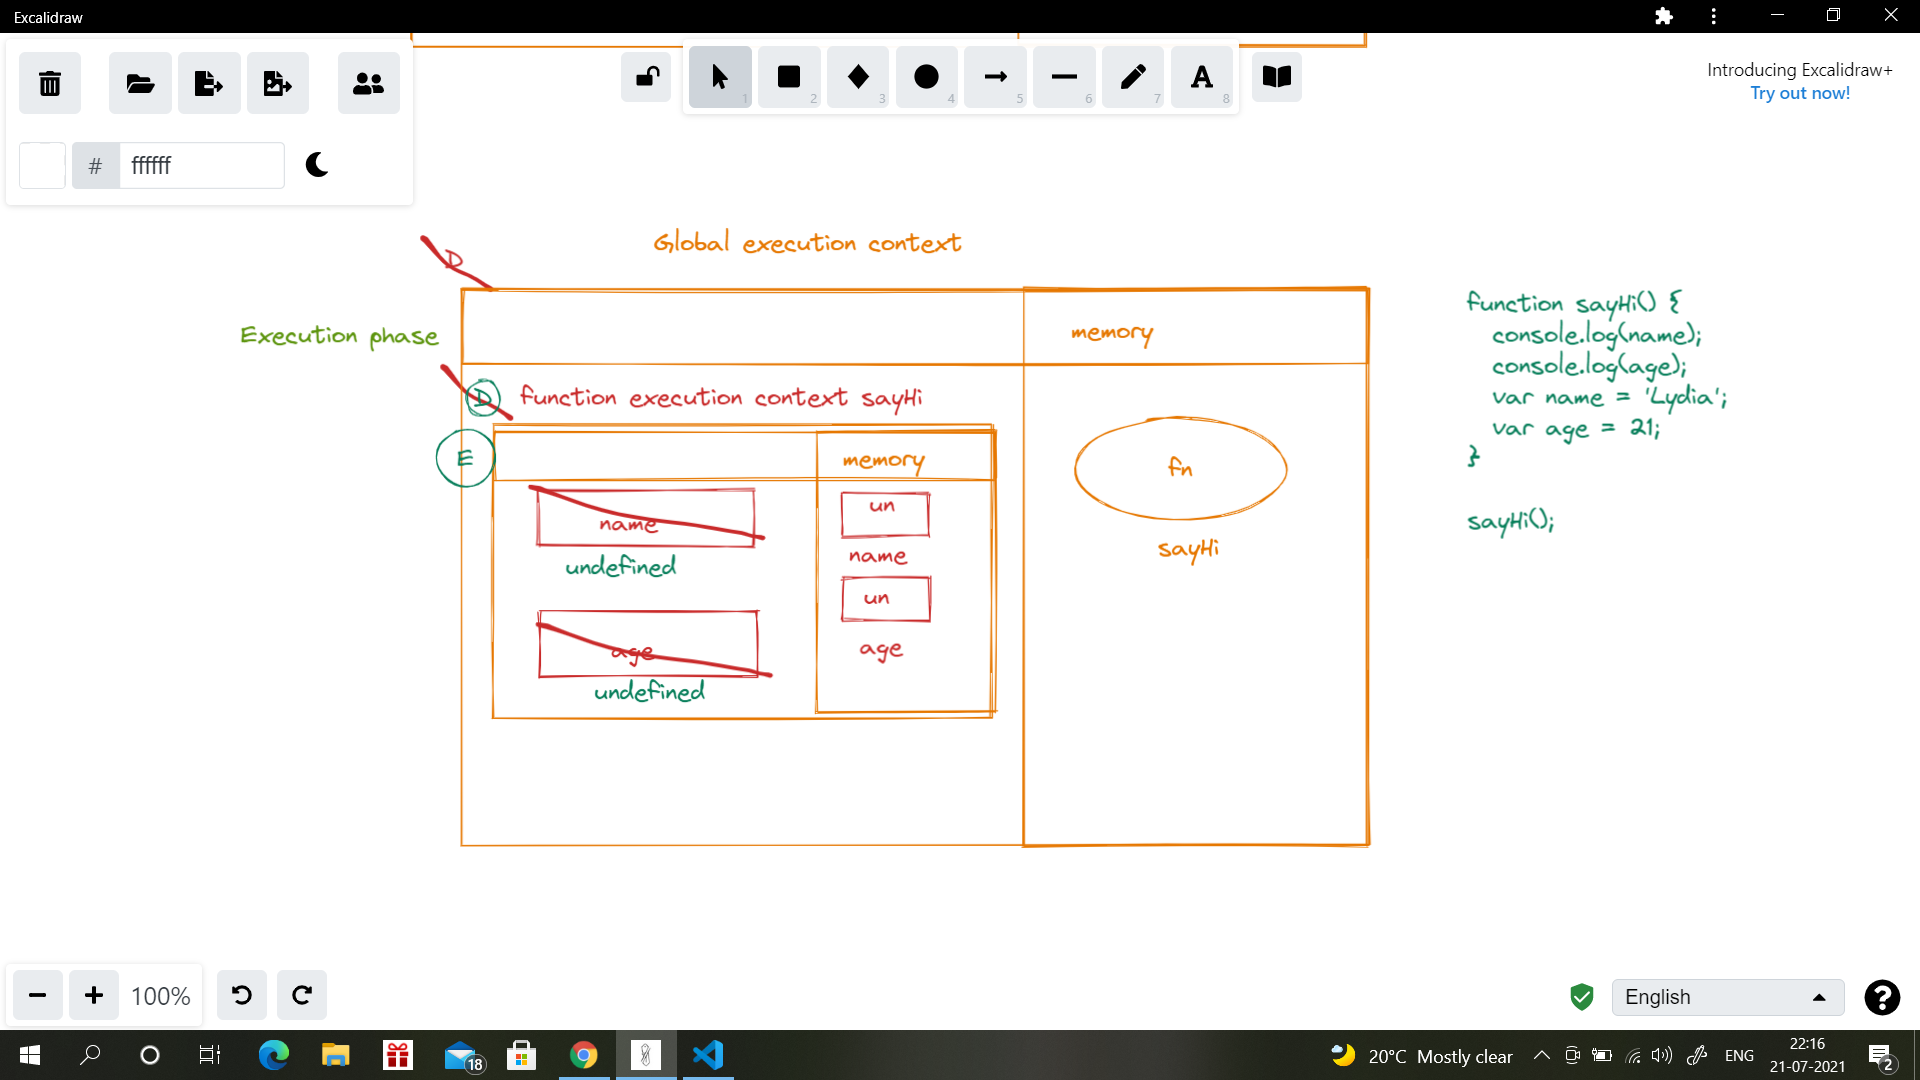 Excalidraw
1
2
3
4
5
6
7
8
Introducing Excalidraw+
Try out now!
#
ffffff
Global execution context
D
Execution phase
memory
D
function execution context sayHi
E
memory
name
undefined
un
name
un
age
undefined
age
fn
sayHi
function sayHi() {
console.log(name);
console.log(age);
var name = 'Lydia';
var age = 21;
}
sayHi();
100%
English
?
18
20°C Mostly clear
ENG
22:16
21-07-2021
2